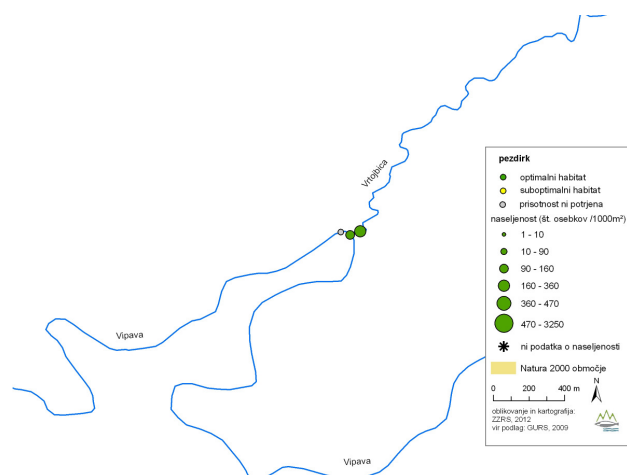 Vrtojbica
Vipava
Vipava
pezdirk
optimalni habitat
suboptimalni habitat
prisotnost ni potrjena
naseljenost (št. osebkov /1000m²)
1 - 10
10 - 90
90 - 160
160 - 360
360 - 470
470 - 3250
ni podatka o naseljenosti
Natura 2000 območje
N
0 200 400 m
oblikovanje in kartografija:
ZZRS, 2012
vir podlag: GURS, 2009